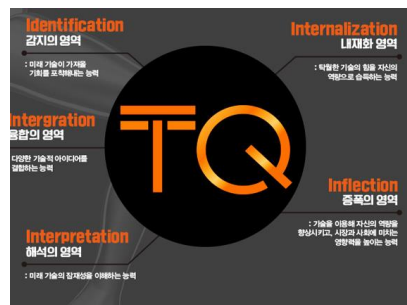 Identification
감지의 영역
: 미래 기술이 가져올
기회를 포착해내는 능력
Internalization
내재화 영역
: 탁월한 기술의 힘을 자신의
역량으로 습득하는 능력
Intergration
융합의 영역
다양한 기술적 아이디어를
결합하는 능력
TQ
Inflection
증폭의 영역
: 기술을 이용해 자신의 역량을
향상시키고, 시장과 사회에 미치는
영향력을 높이는 능력
Interpretation
해석의 영역
: 미래 기술의 잠재성을 이해하는 능력